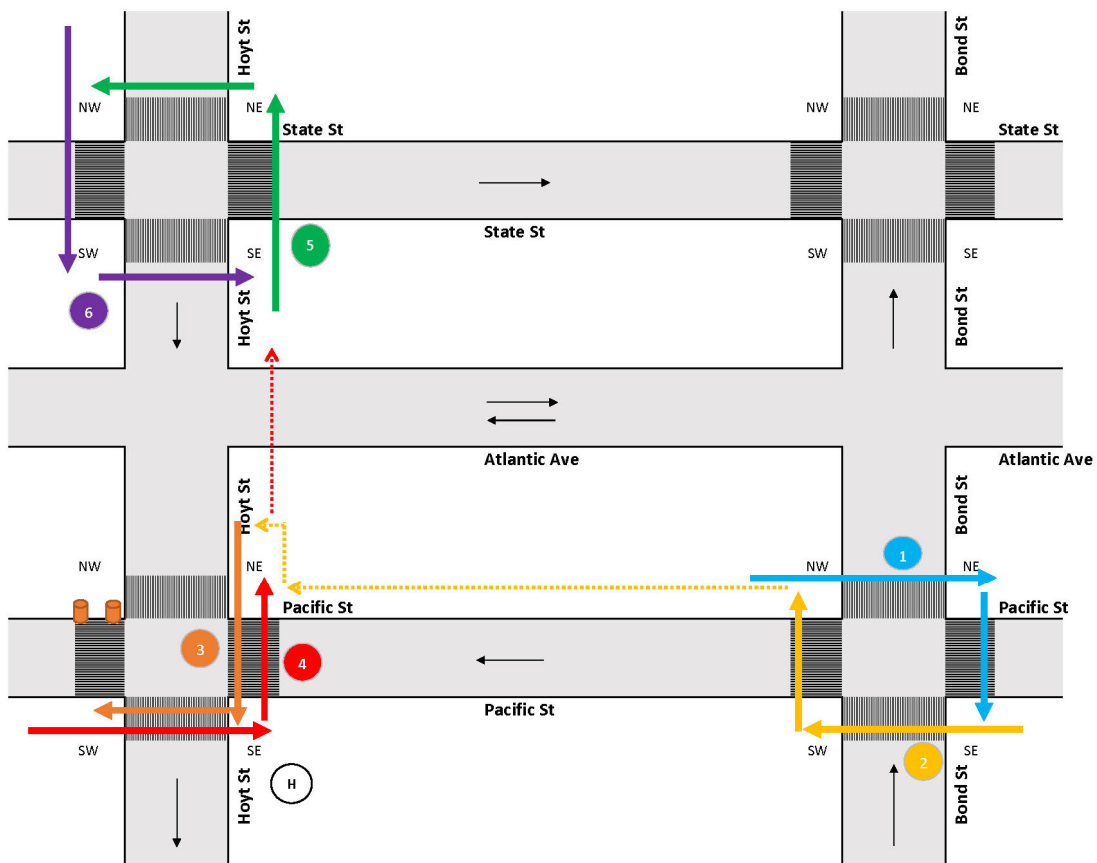 Hoyt St
Bond St
NW
NE
NW
NE
State St
State St
State St
5
SW
SE
SW
SE
6
Hoyt St
Bond St
Atlantic Ave
Atlantic Ave
Hoyt St
Bond St
1
NW
NE
NW
NE
Pacific St
Pacific St
3
4
Pacific St
SW
SE
SW
SE
2
H
Hoyt St
Bond St